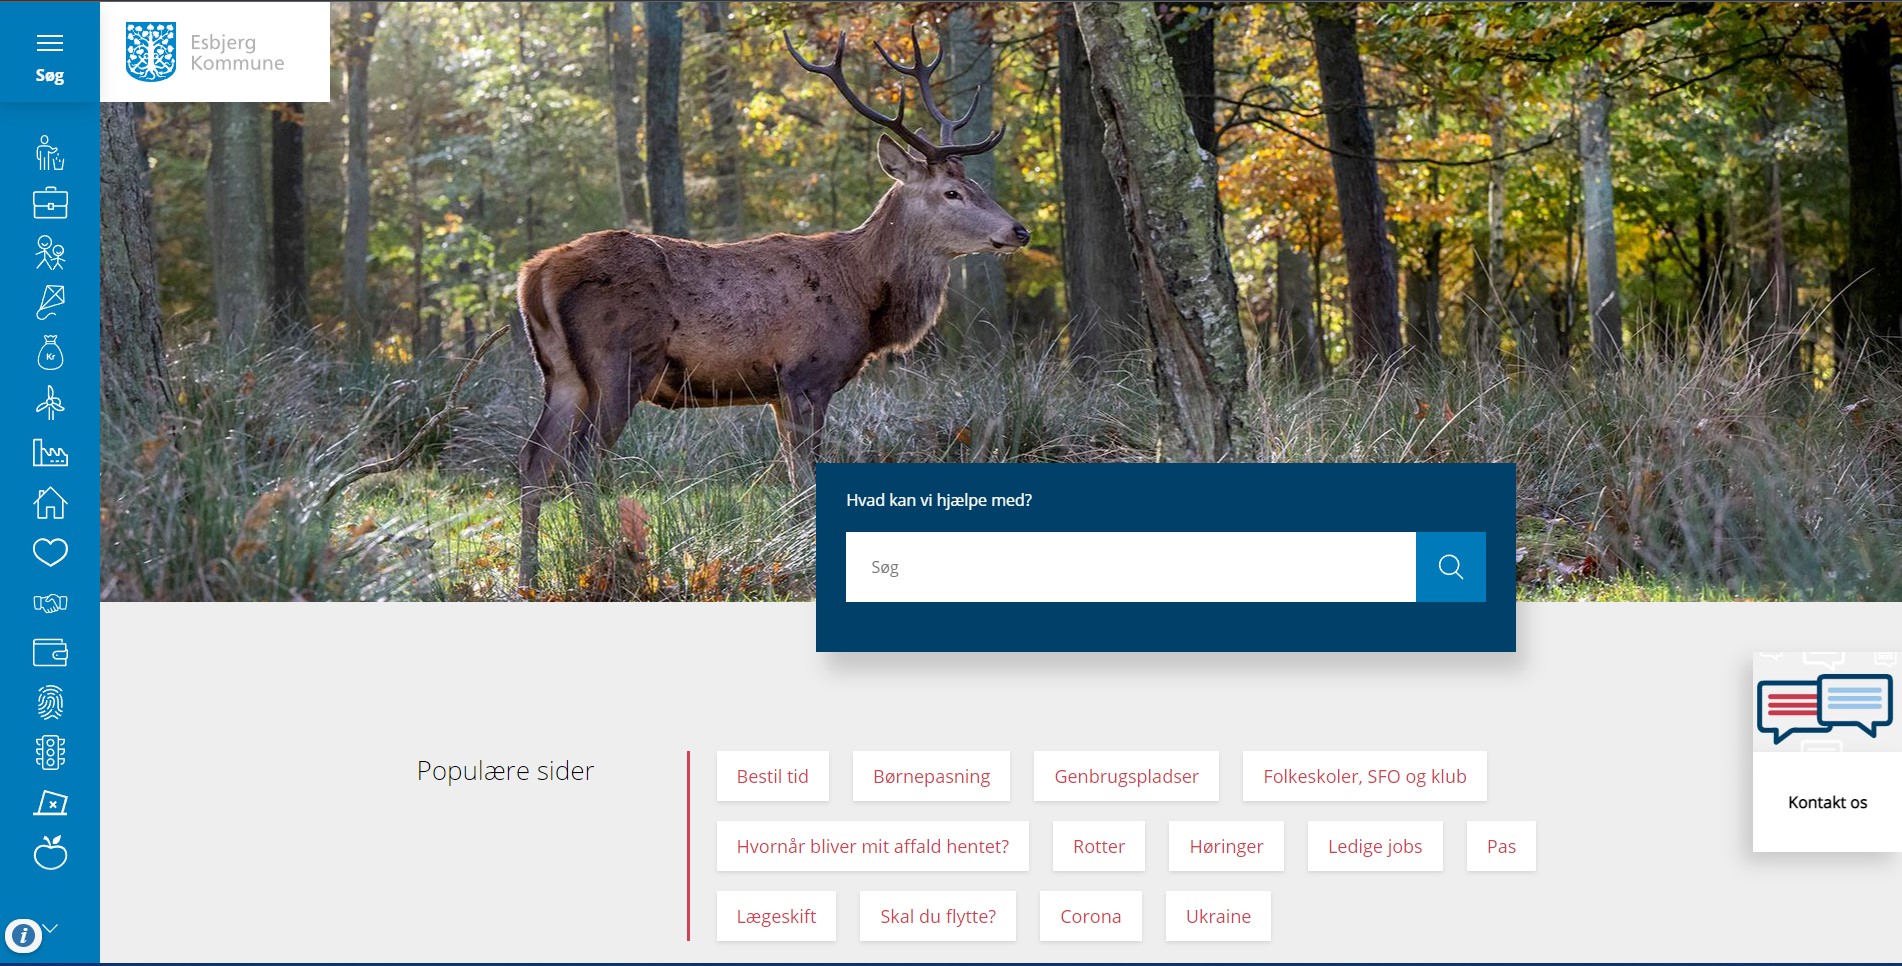 Søg
Esbjerg
Kommune
Kr
Hvad kan vi hjælpe med?
Søg
Populære sider
Bestil tid
Børnepasning
Genbrugspladser
Folkeskoler, SFO og klub
Hvornår bliver mit affald hentet?
Rotter
Høringer
Ledige jobs
Pas
Lægeskift
Skal du flytte?
Corona
Ukraine
Kontakt os
i